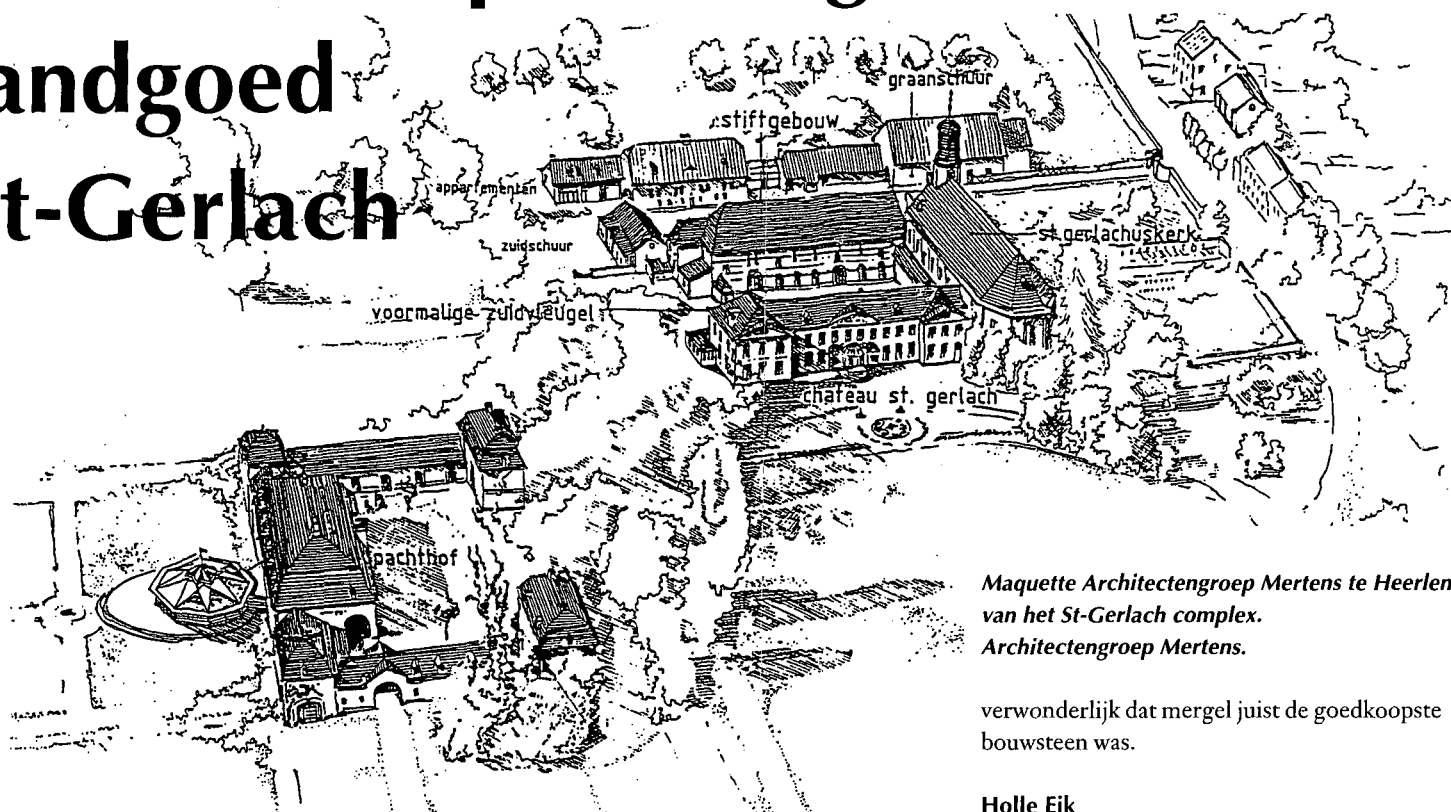 andgoed
t-Gerlach
graanschuur
stiftgebouw
appartementen
zuidschuur
st.gerlachuskerk
voormalige zuidvleugel
chateau st. gerlach
pachthof
Maquette Architectengroep Mertens te Heerlen
van het St-Gerlach complex.
Architectengroep Mertens.
verwonderlijk dat mergel juist de goedkoopste
bouwsteen was.
Holle Eik